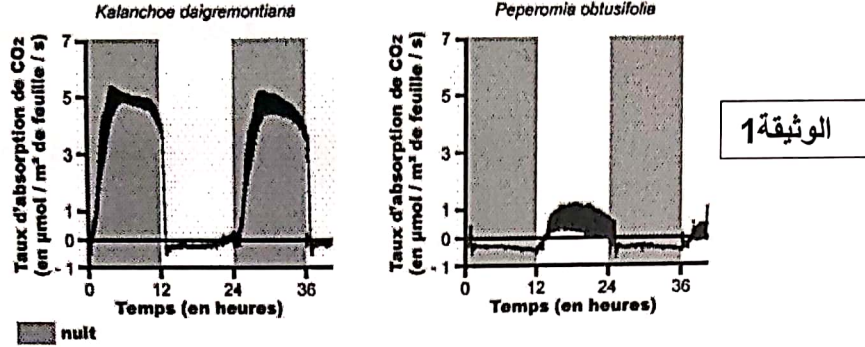 Kalanchoe daigremontiana
Taux d'absorption de CO2
(en µmol / m² de feuille / s)
7
5
3
1
0
- 1
0
12
24
36
Temps (en heures)
nuit
Peperomia obtusifolia
Taux d'absorption de CO2
(en µmol / m² de feuille / s)
7
5
3
1
0
- 1
0
12
24
36
Temps (en heures)
الوثيقة1